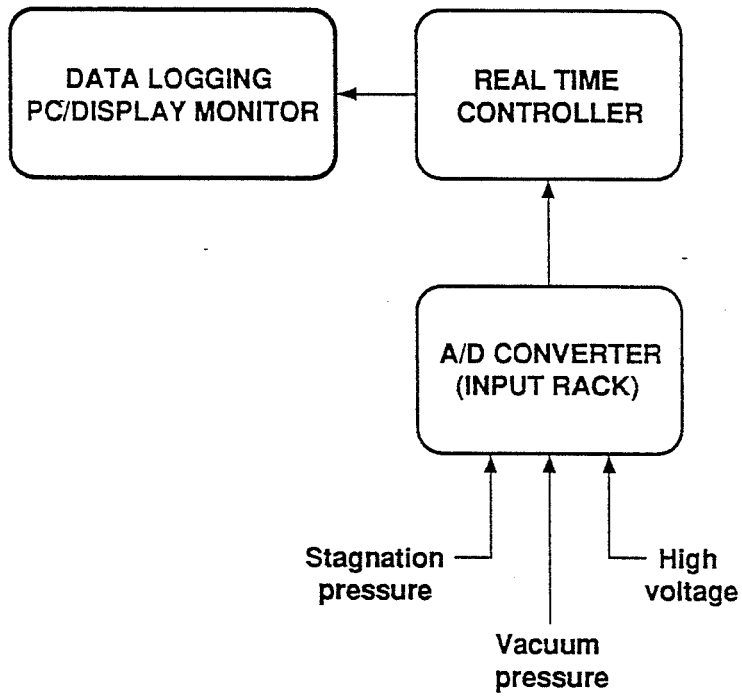 DATA LOGGING
PC/DISPLAY MONITOR
REAL TIME
CONTROLLER
A/D CONVERTER
(INPUT RACK)
Stagnation
pressure
High
voltage
Vacuum
pressure